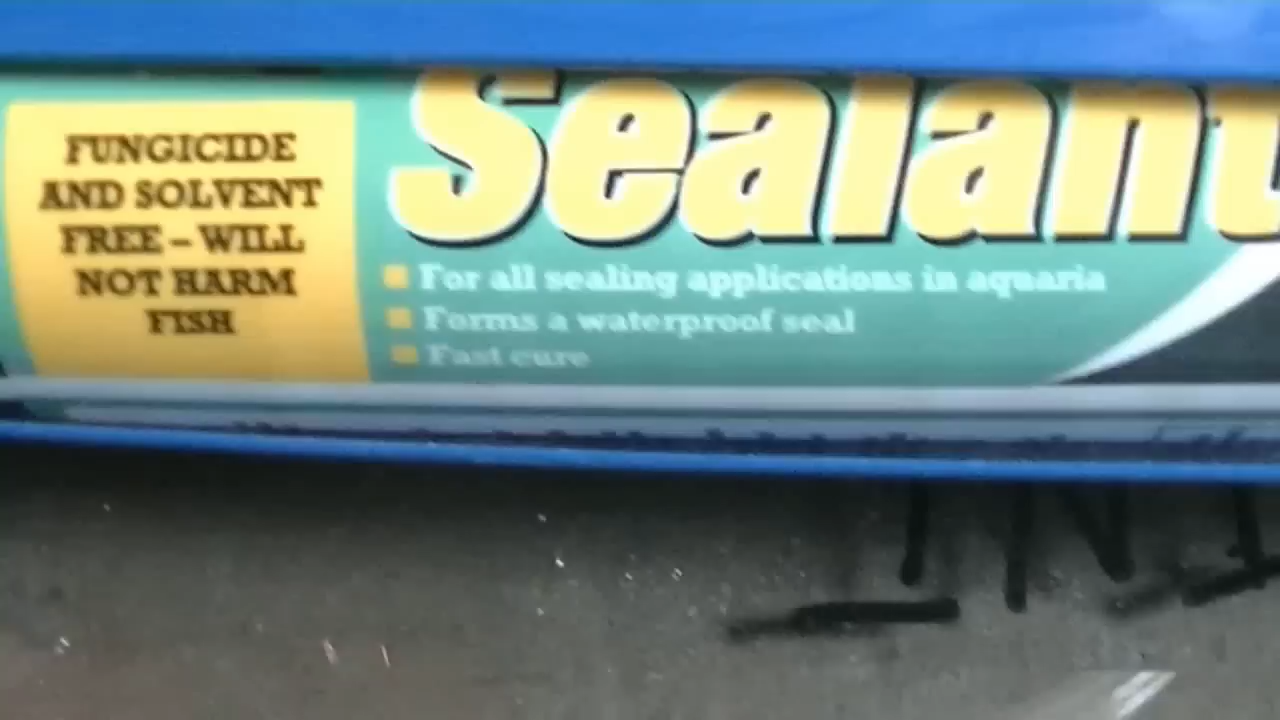 FUNGICIDE
AND SOLVENT
FREE – WILL
NOT HARM
FISH
Sealant
For all sealing applications in aquaria
Forms a waterproof seal
Fast cure